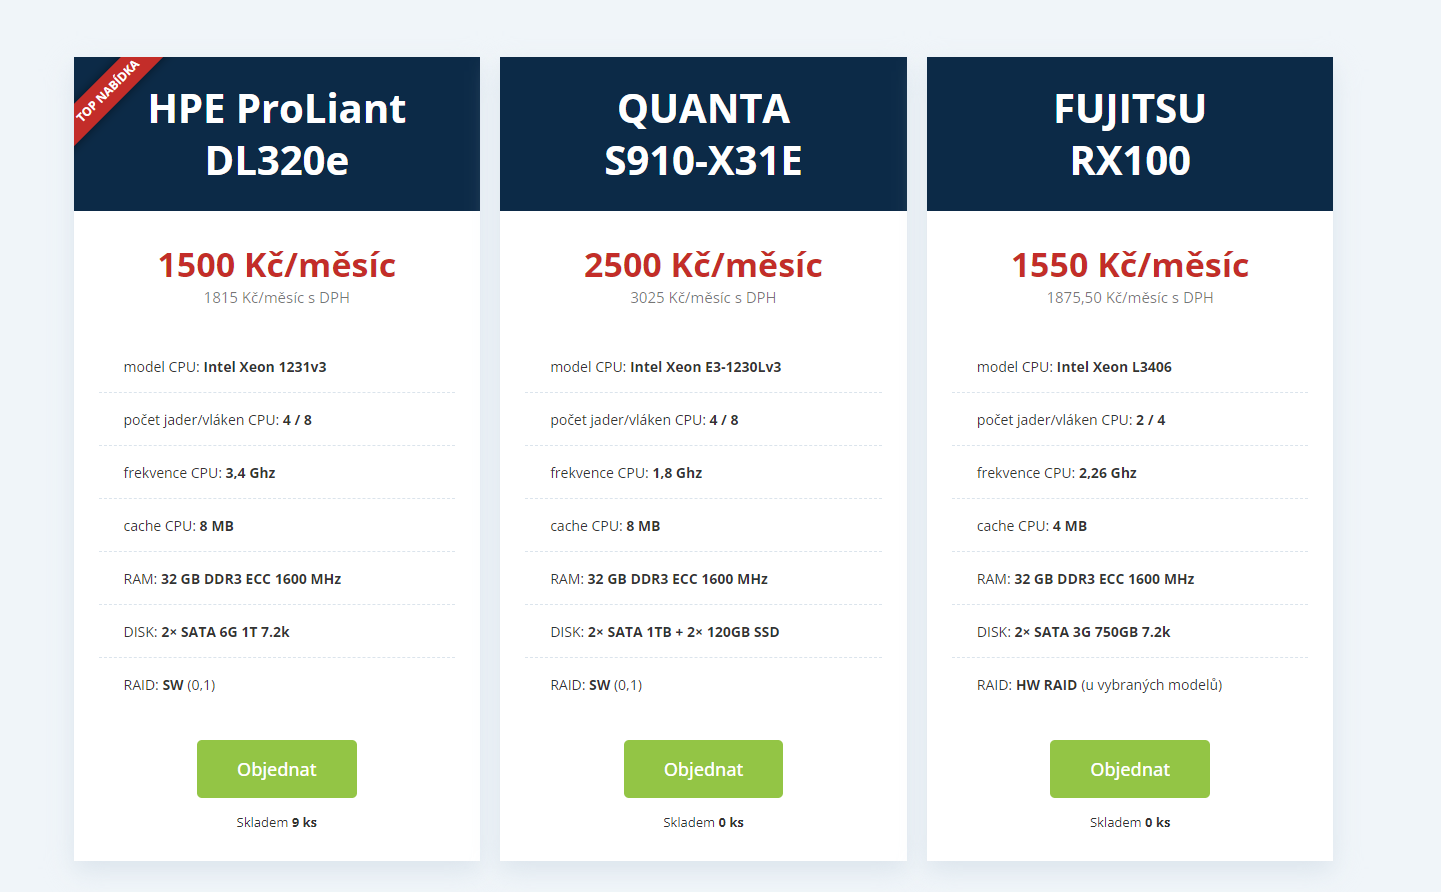 TOP NABÍDKA
HPE ProLiant
DL320e
1500 Kč/měsíc
1815 Kč/měsíc s DPH
model CPU: Intel Xeon 1231v3
počet jader/vláken CPU: 4 / 8
frekvence CPU: 3,4 Ghz
cache CPU: 8 MB
RAM: 32 GB DDR3 ECC 1600 MHz
DISK: 2× SATA 6G 1T 7.2k
RAID: SW (0,1)
Objednat
Skladem 9 ks
QUANTA
S910-X31E
2500 Kč/měsíc
3025 Kč/měsíc s DPH
model CPU: Intel Xeon E3-1230Lv3
počet jader/vláken CPU: 4 / 8
frekvence CPU: 1,8 Ghz
cache CPU: 8 MB
RAM: 32 GB DDR3 ECC 1600 MHz
DISK: 2× SATA 1TB + 2× 120GB SSD
RAID: SW (0,1)
Objednat
Skladem 0 ks
FUJITSU
RX100
1550 Kč/měsíc
1875,50 Kč/měsíc s DPH
model CPU: Intel Xeon L3406
počet jader/vláken CPU: 2 / 4
frekvence CPU: 2,26 Ghz
cache CPU: 4 MB
RAM: 32 GB DDR3 ECC 1600 MHz
DISK: 2× SATA 3G 750GB 7.2k
RAID: HW RAID (u vybraných modelů)
Objednat
Skladem 0 ks